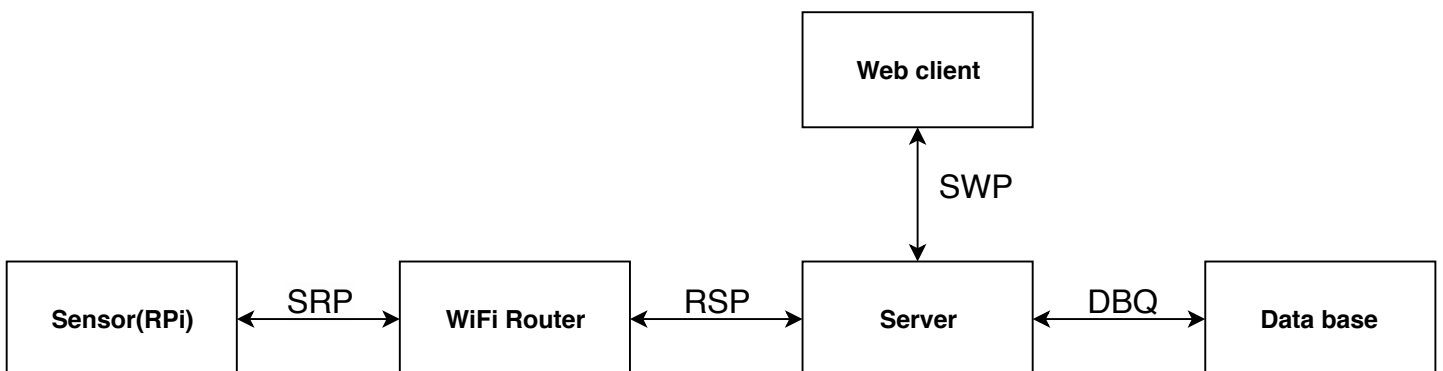 Web client
SWP
Sensor(RPi)
SRP
WiFi Router
RSP
Server
DBQ
Data base